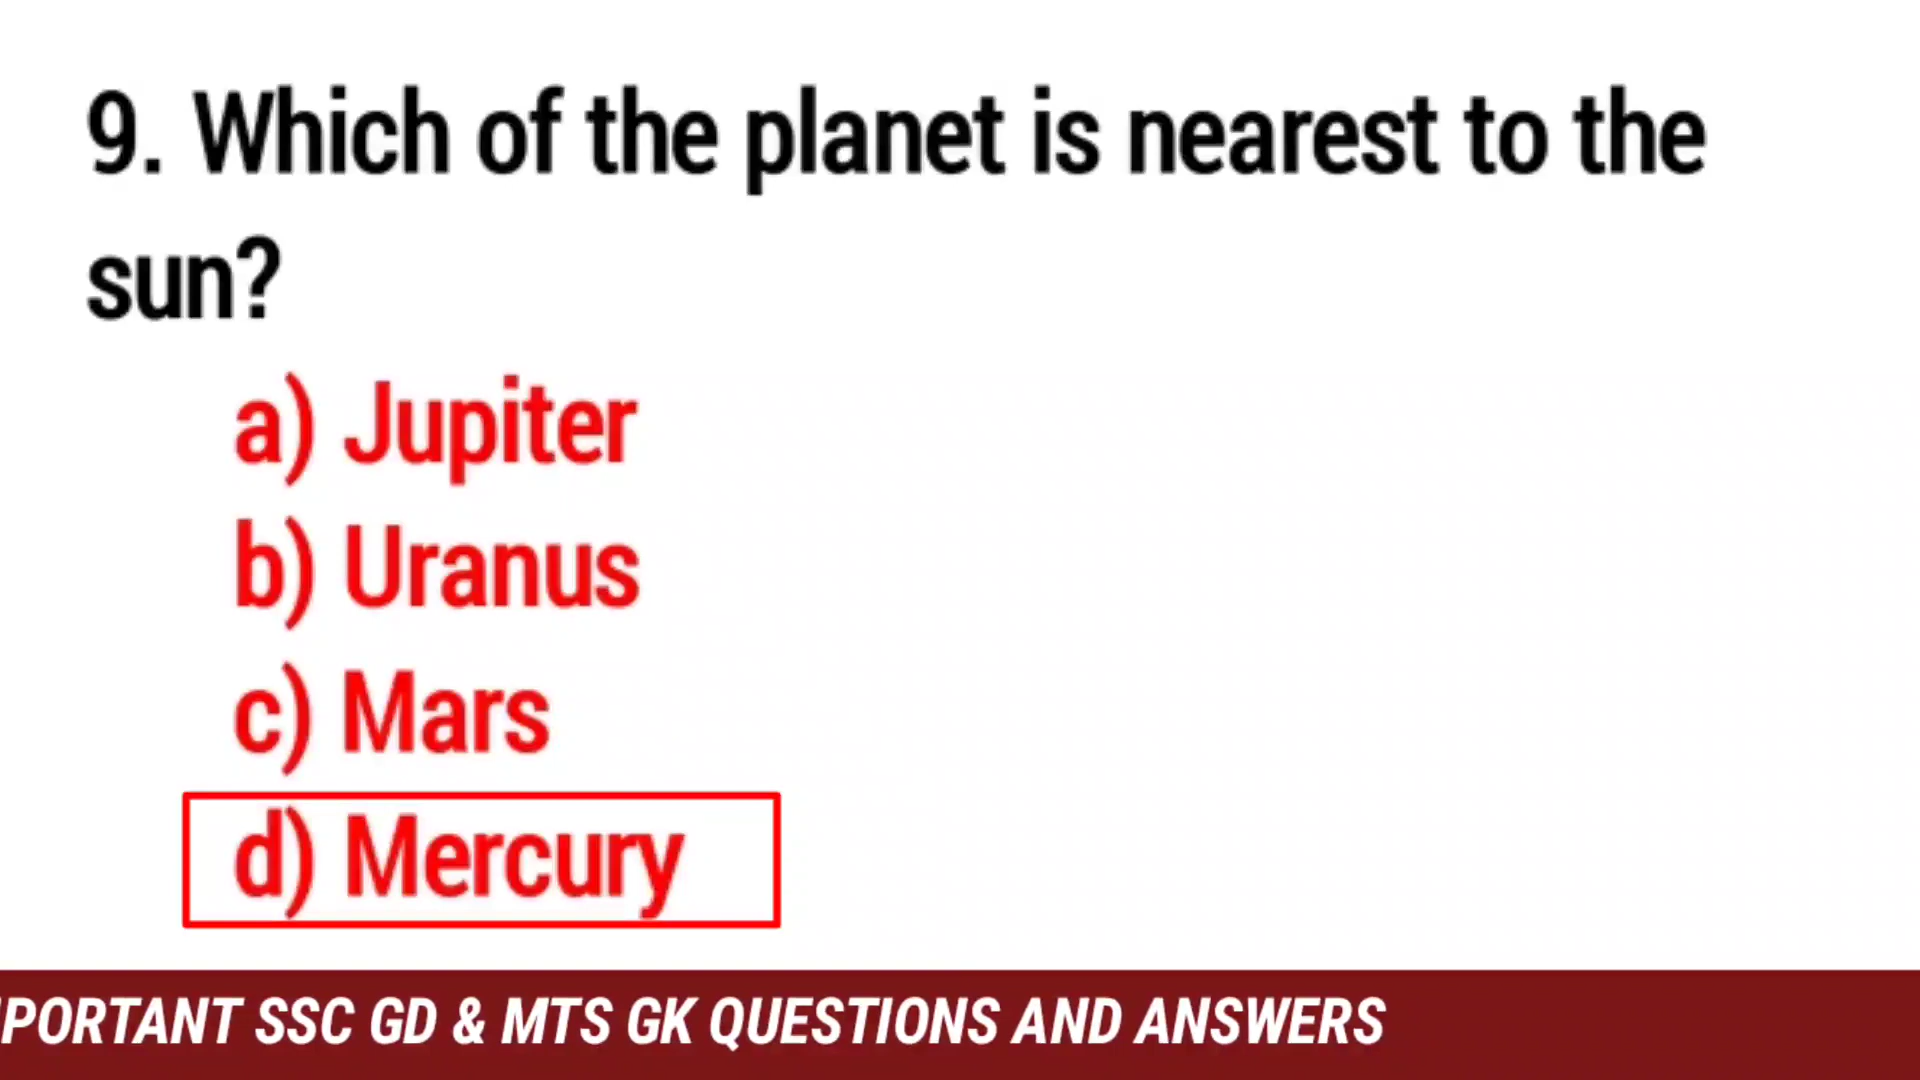 9. Which of the planet is nearest to the
sun?
a) Jupiter
b) Uranus
c) Mars
d) Mercury
PORTANT SSC GD & MTS GK QUESTIONS AND ANSWERS